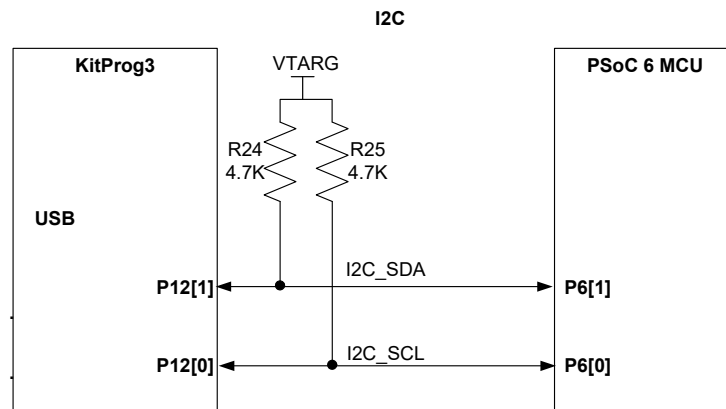 I2C
KitProg3
VTARG
PSoC 6 MCU
R24
4.7K
R25
4.7K
USB
I2C_SDA
P12[1]
P6[1]
I2C_SCL
P12[0]
P6[0]